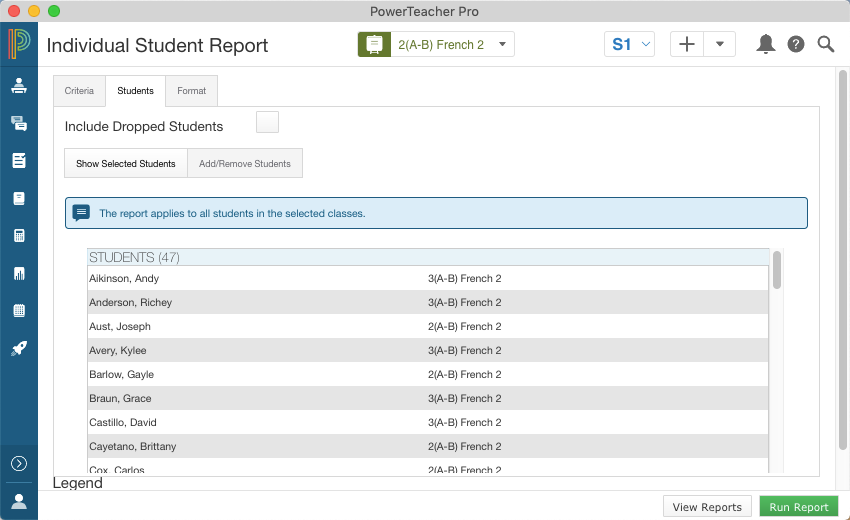 PowerTeacher Pro
Individual Student Report
2(A-B) French 2
S1
Criteria
Students
Format
Include Dropped Students
Show Selected Students
Add/Remove Students
The report applies to all students in the selected classes.
STUDENTS (47)
Aikinson, Andy 3(A-B) French 2
Anderson, Richey 3(A-B) French 2
Aust, Joseph 2(A-B) French 2
Avery, Kylee 3(A-B) French 2
Barlow, Gayle 2(A-B) French 2
Braun, Grace 3(A-B) French 2
Castillo, David 3(A-B) French 2
Cayetano, Brittany 2(A-B) French 2
Cox, Carlos 2(A-B) French 2
Legend
View Reports
Run Report